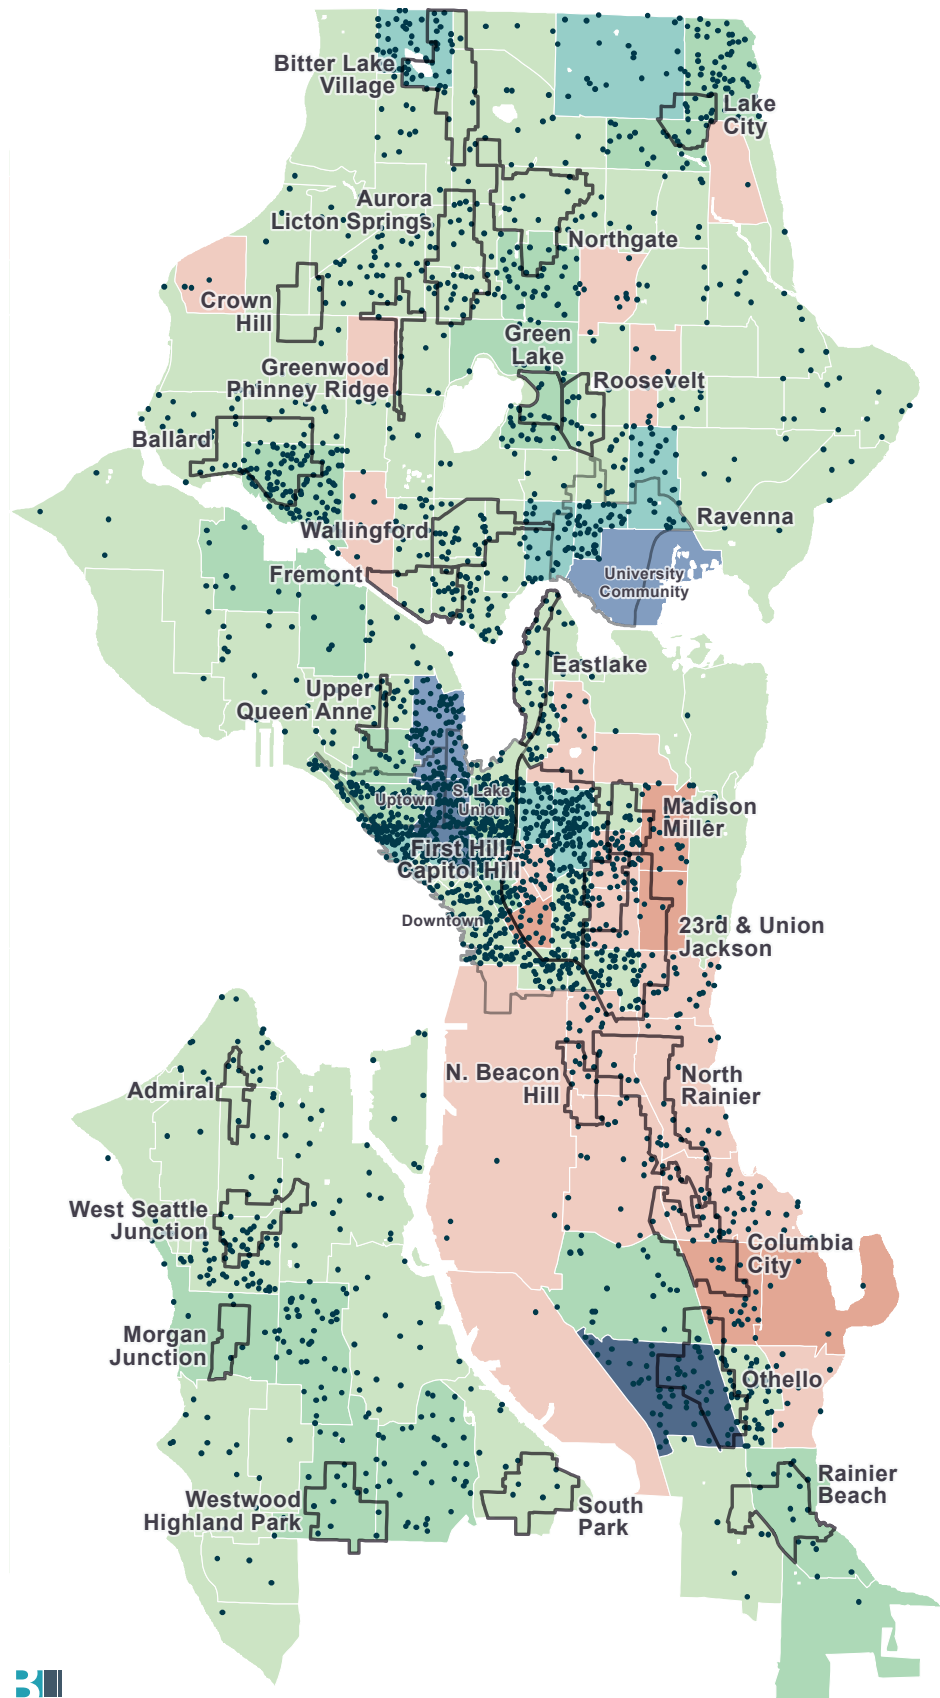 Bitter Lake
Village
Lake
City
Aurora
Licton Springs
Northgate
Crown
Hill
Green
Lake
Greenwood
Phinney Ridge
Roosevelt
Ballard
Wallingford
Ravenna
Fremont
University
Community
Eastlake
Upper
Queen Anne
Uptown
S. Lake
Union
Madison
Miller
First Hill
Capitol Hill
Downtown
23rd & Union
Jackson
N. Beacon
Hill
North
Rainier
Admiral
West Seattle
Junction
Columbia
City
Morgan
Junction
Othello
Rainier
Beach
Westwood
Highland Park
South
Park
B